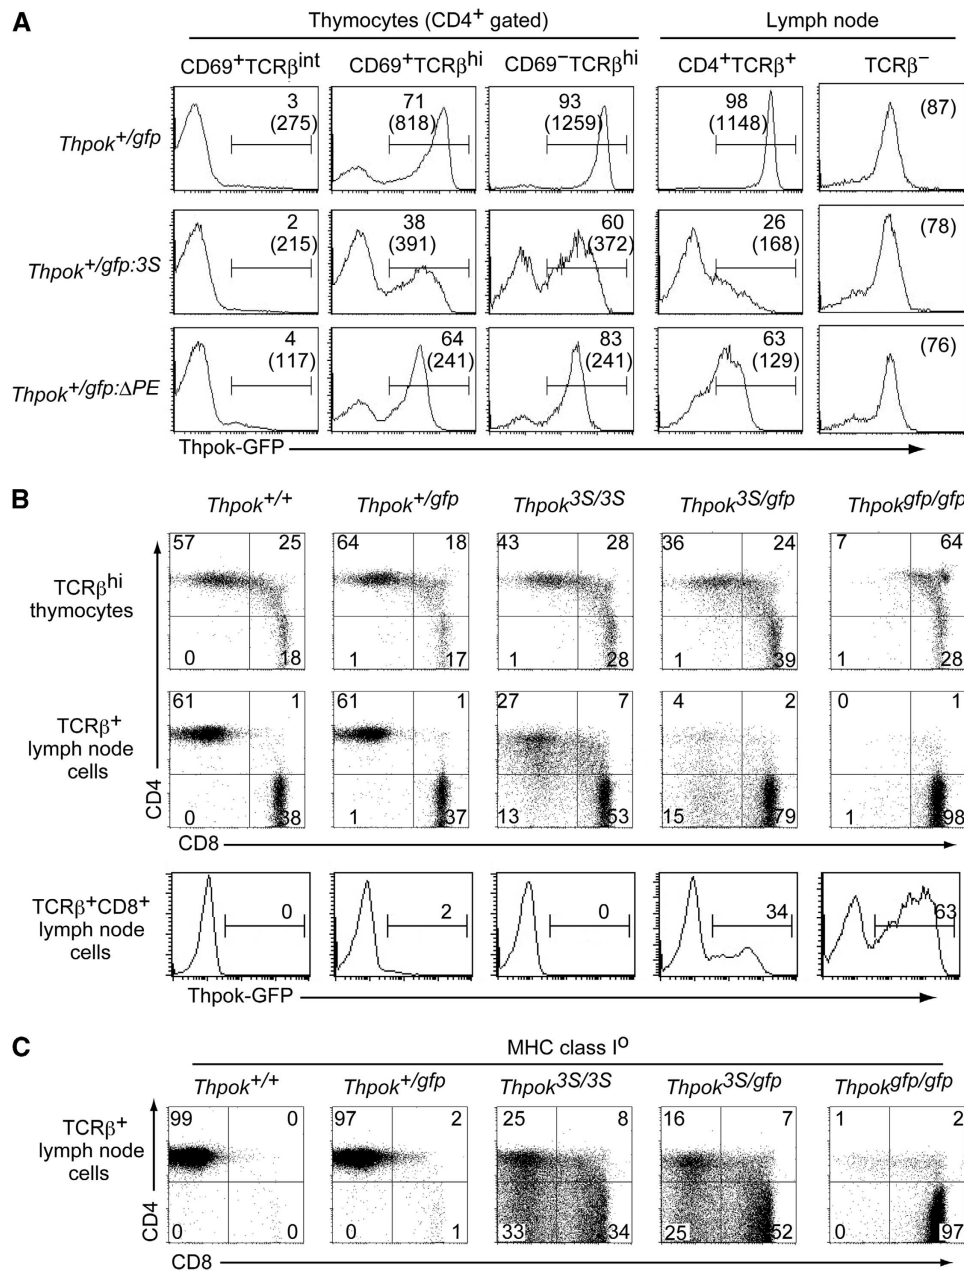 A
Thymocytes (CD4+ gated)
Lymph node
CD69+TCRβint
CD69+TCRβhi
CD69−TCRβhi
CD4+TCRβ+
TCRβ−
Thpok+/gfp
3
(275)
71
(818)
93
(1259)
98
(1148)
(87)
Thpok+/gfp:3S
2
(215)
38
(391)
60
(372)
26
(168)
(78)
Thpok+/gfp:ΔPE
4
(117)
64
(241)
83
(241)
63
(129)
(76)
Thpok-GFP
B
Thpok+/+
Thpok+/gfp
Thpok3S/3S
Thpok3S/gfp
Thpokgfp/gfp
TCRβhi
thymocytes
57 25 64 18 43 28 36 24 7 64
0 18 1 17 1 28 1 39 1 28
TCRβ+
lymph node
cells
61 1 61 1 27 7 4 2 0 1
0 38 1 37 13 53 15 79 1 98
CD4
CD8
TCRβ+CD8+
lymph node
cells
0 2 0 34 63
Thpok-GFP
C
MHC class Io
Thpok+/+
Thpok+/gfp
Thpok3S/3S
Thpok3S/gfp
Thpokgfp/gfp
TCRβ+
lymph node
cells
99 0 97 2 25 8 16 7 1 2
0 0 0 1 33 34 25 52 0 97
CD4
CD8